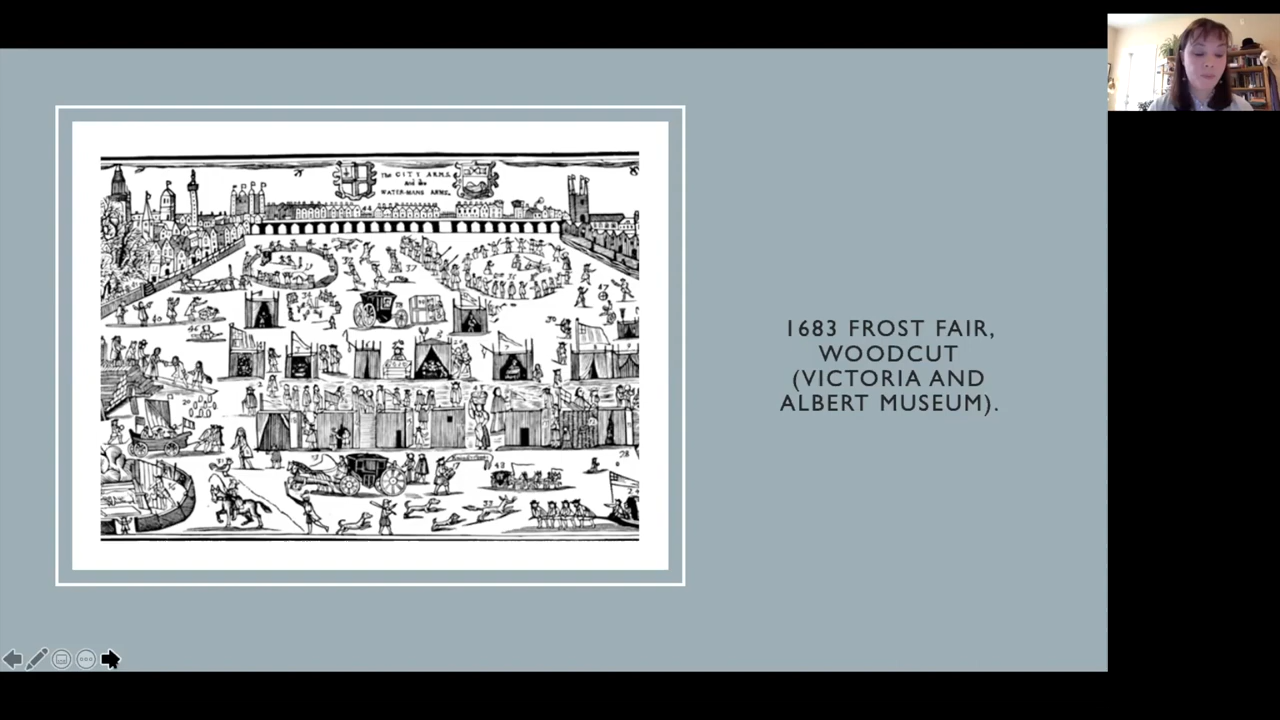 The CITY ARMS.
And the
WATER-MANS ARMS.
1683 FROST FAIR,
WOODCUT
(VICTORIA AND
ALBERT MUSEUM).